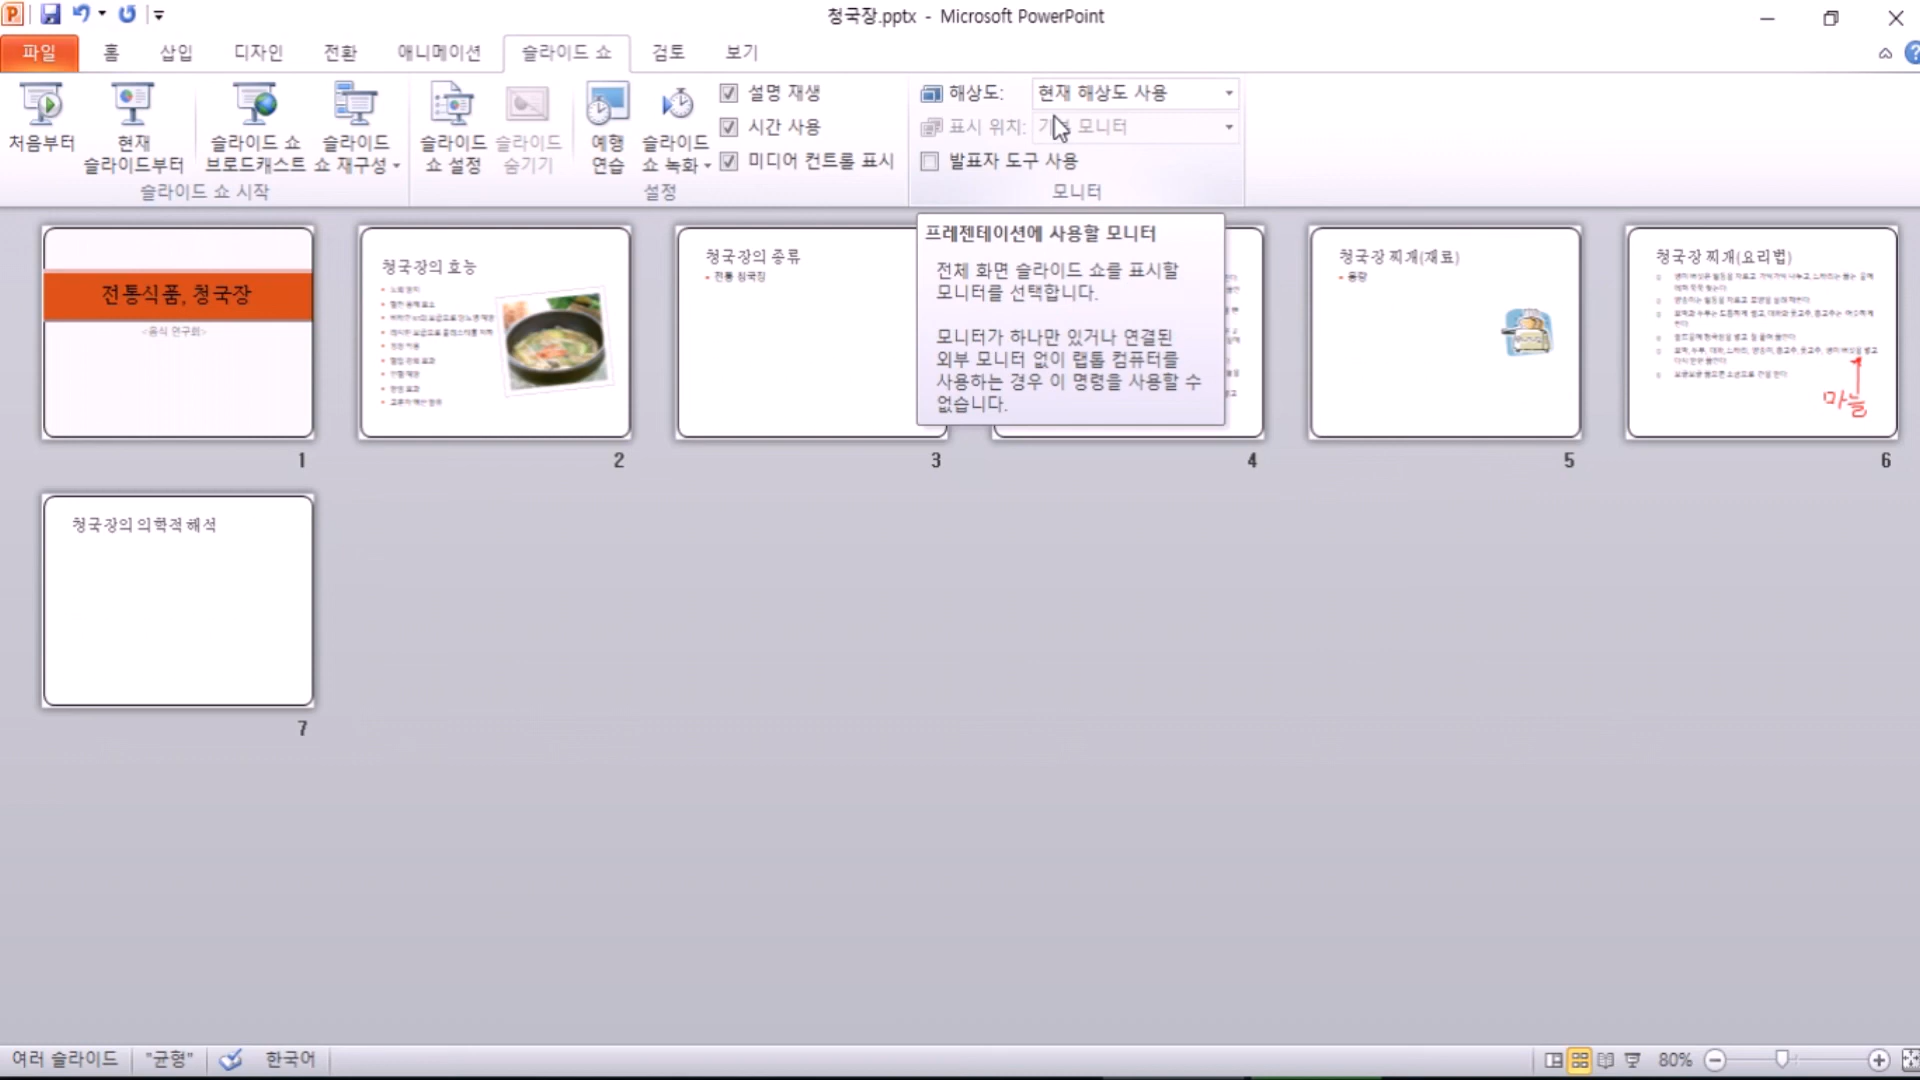 청국장.pptx - Microsoft PowerPoint
파일 홈 삽입 디자인 전환 애니메이션 슬라이드 쇼 검토 보기
처음부터
현재
슬라이드부터
슬라이드 쇼
브로드캐스트
슬라이드
쇼 재구성
슬라이드 쇼 시작
슬라이드
쇼 설정
슬라이드
숨기기
예행
연습
슬라이드
쇼 녹화
설명 재생
시간 사용
미디어 컨트롤 표시
설정
해상도: 현재 해상도 사용
표시 위치: 모니터
발표자 도구 사용
모니터
프레젠테이션에 사용할 모니터
전체 화면 슬라이드 쇼를 표시할
모니터를 선택합니다.
모니터가 하나만 있거나 연결된
외부 모니터 없이 랩톱 컴퓨터를
사용하는 경우 이 명령을 사용할 수
없습니다.
전통식품, 청국장
<음식 연구회>
1
청국장의 효능
2
청국장의 종류
전통 청국장
3
4
청국장 찌개(재료)
용량
5
청국장 찌개(요리법)
마늘
6
청국장의 의학적 해석
7
여러 슬라이드 "균형" 한국어 80%